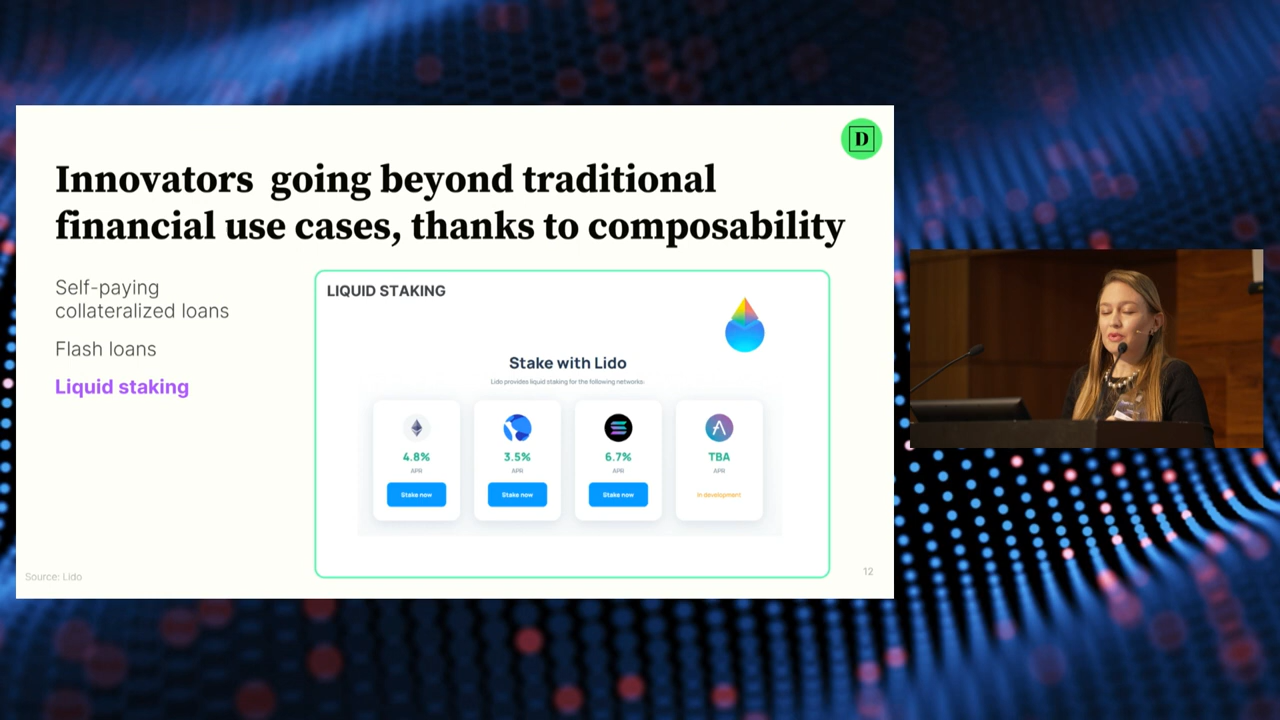 D
Innovators  going beyond traditional
financial use cases, thanks to composability
Self-paying
collateralized loans
Flash loans
Liquid staking
LIQUID STAKING
Stake with Lido
Lido provides liquid staking for the following networks:
4.8%
APR
Stake now
3.5%
APR
Stake now
6.7%
APR
Stake now
TBA
APR
In development
Source: Lido
12